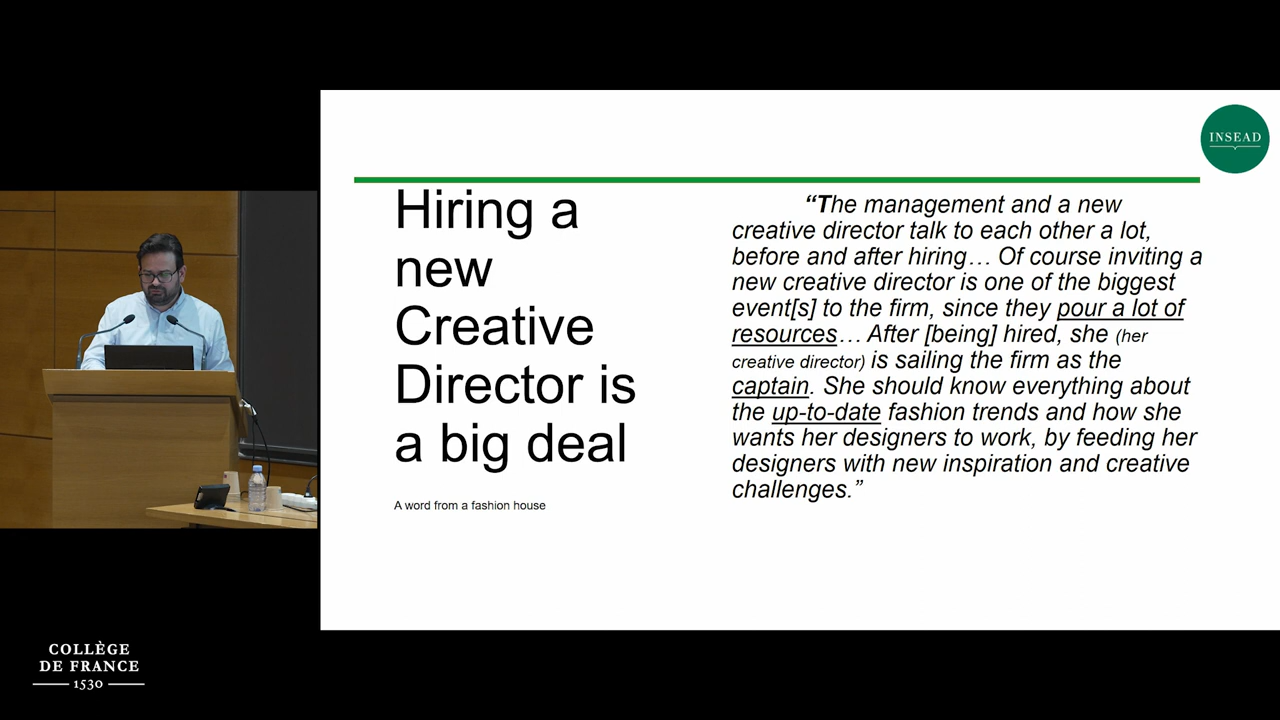 INSEAD
Hiring a
new
Creative
Director is
a big deal
A word from a fashion house
“The management and a new
creative director talk to each other a lot,
before and after hiring… Of course inviting a
new creative director is one of the biggest
event[s] to the firm, since they pour a lot of
resources… After [being] hired, she (her
creative director) is sailing the firm as the
captain. She should know everything about
the up-to-date fashion trends and how she
wants her designers to work, by feeding her
designers with new inspiration and creative
challenges.”
COLLÈGE
DE FRANCE
1530